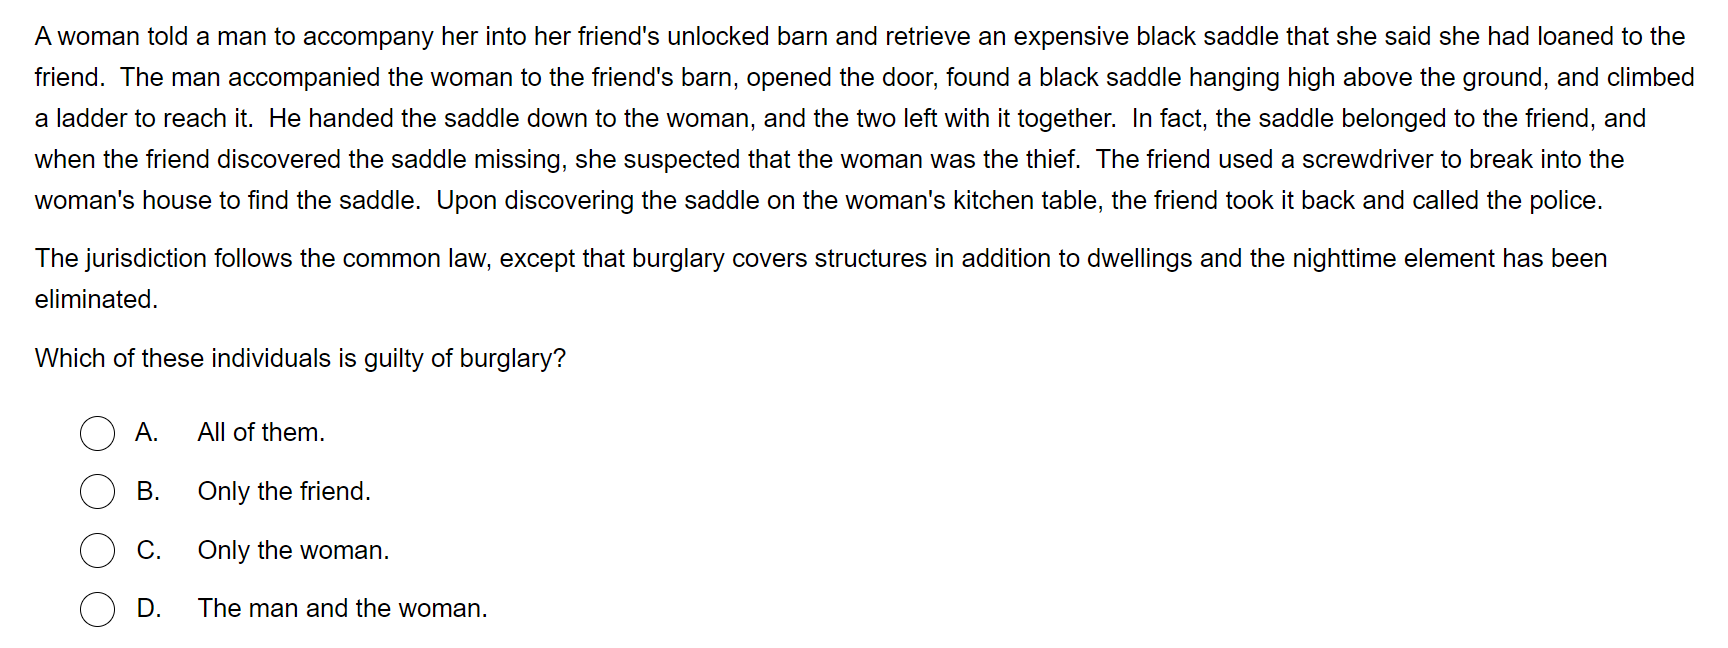 A woman told a man to accompany her into her friend's unlocked barn and retrieve an expensive black saddle that she said she had loaned to the
friend.  The man accompanied the woman to the friend's barn, opened the door, found a black saddle hanging high above the ground, and climbed
a ladder to reach it.  He handed the saddle down to the woman, and the two left with it together.  In fact, the saddle belonged to the friend, and
when the friend discovered the saddle missing, she suspected that the woman was the thief.  The friend used a screwdriver to break into the
woman's house to find the saddle.  Upon discovering the saddle on the woman's kitchen table, the friend took it back and called the police.
The jurisdiction follows the common law, except that burglary covers structures in addition to dwellings and the nighttime element has been
eliminated.
Which of these individuals is guilty of burglary?
A. All of them.
B. Only the friend.
C. Only the woman.
D. The man and the woman.